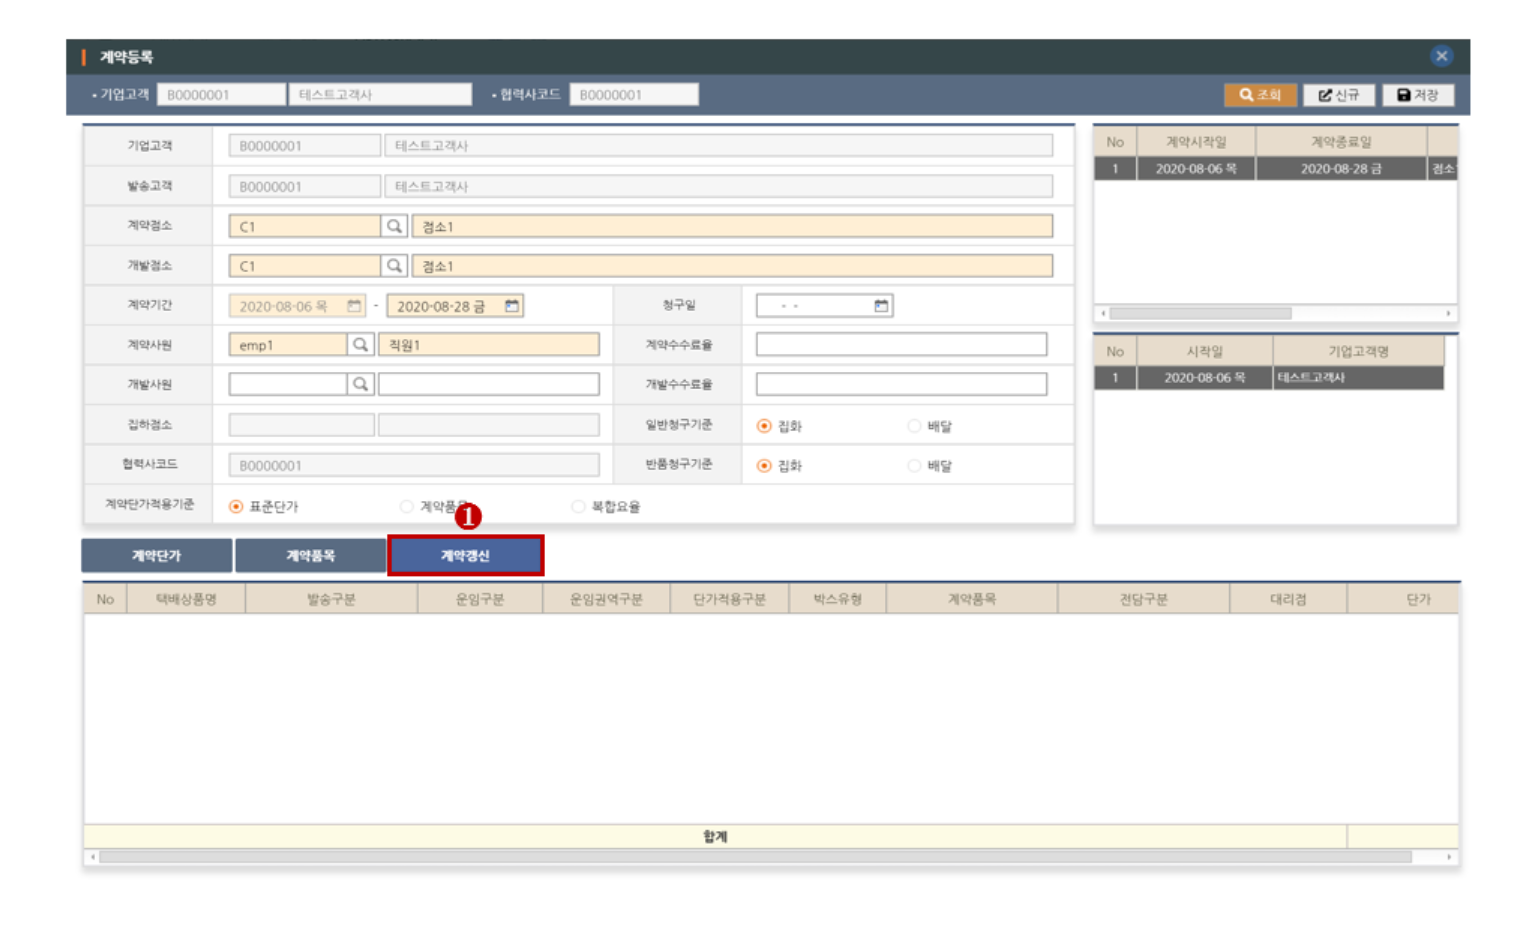 계약등록
• 기업고객 B0000001 테스트고객사 • 협력사코드 B0000001 조회 신규 저장
기업고객 B0000001 테스트고객사
발송고객 B0000001 테스트고객사
계약점소 C1 점소1
개발점소 C1 점소1
계약기간 2020-08-06 목 - 2020-08-28 금 청구일 - -
계약사원 emp1 직원1 계약수수료율
개발사원 개발수수료율
집하점소 일반청구기준 집화 배달
협력사코드 B0000001 반품청구기준 집화 배달
계약단가적용기준 표준단가 계약품목 복합요율
1
No 계약시작일 계약종료일
1 2020-08-06 목 2020-08-28 금 점소
No 시작일 기업고객명
1 2020-08-06 목 테스트고객사
계약단가 계약품목 계약갱신
No 택배상품명 발송구분 운임구분 운임권역구분 단가적용구분 박스유형 계약품목 전담구분 대리점 단가
합계